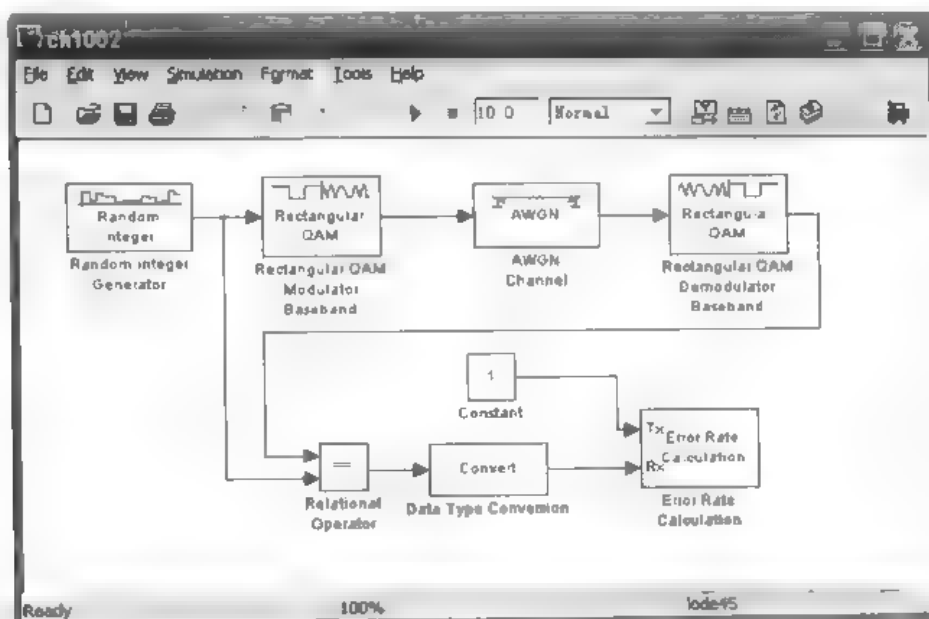 ch1002
File Edit View Simulation Format Tools Help
10 0 Normal
Random
Integer
Random Integer
Generator
Rectangular
QAM
Rectangular QAM
Modulator
Baseband
AWGN
AWGN
Channel
Rectangula
QAM
Rectangular QAM
Demodulator
Baseband
1
Constant
==
Relational
Operator
Convert
Data Type Conversion
Tx
Rx
Error Rate
Calculation
Error Rate
Calculation
Ready 100% ode45